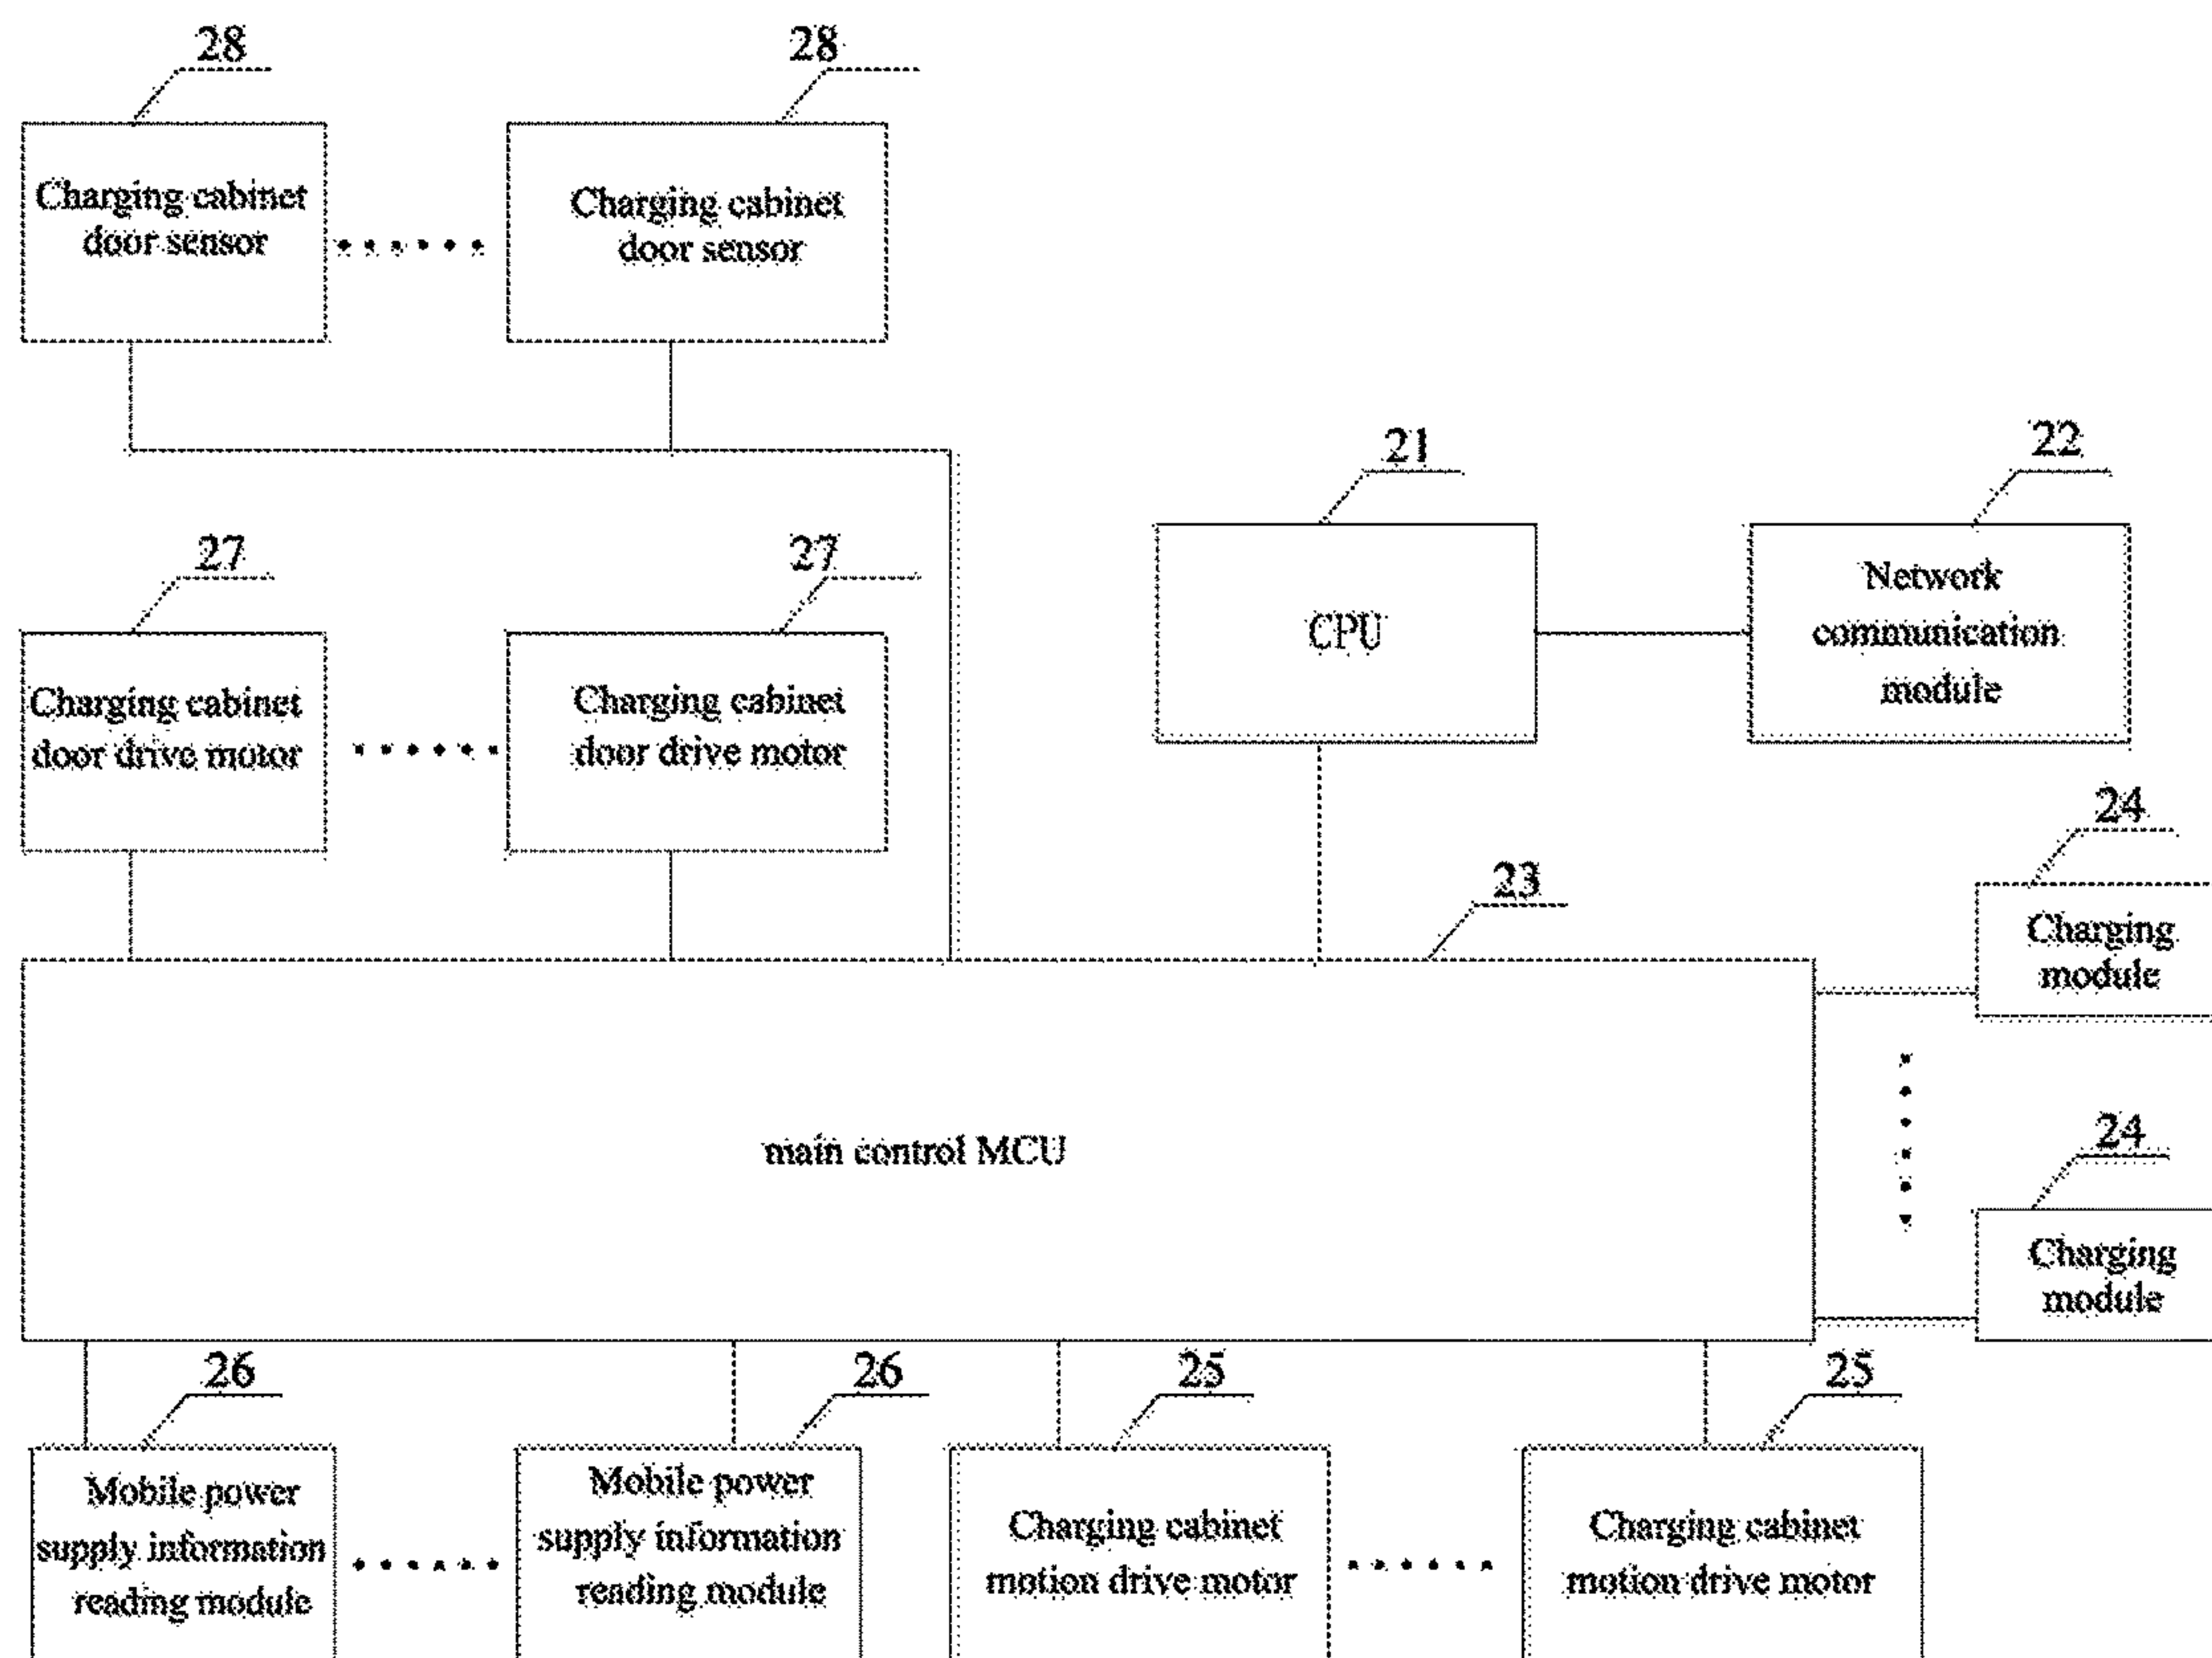 28
28
Charging cabinet
door sensor
Charging cabinet
door sensor
21
22
27
27
CPU
Network
communication
module
Charging cabinet
door drive motor
Charging cabinet
door drive motor
24
23
Charging
module
main control MCU
24
Charging
module
26
26
25
25
Mobile power
supply information
reading module
Mobile power
supply information
reading module
Charging cabinet
motion drive motor
Charging cabinet
motion drive motor